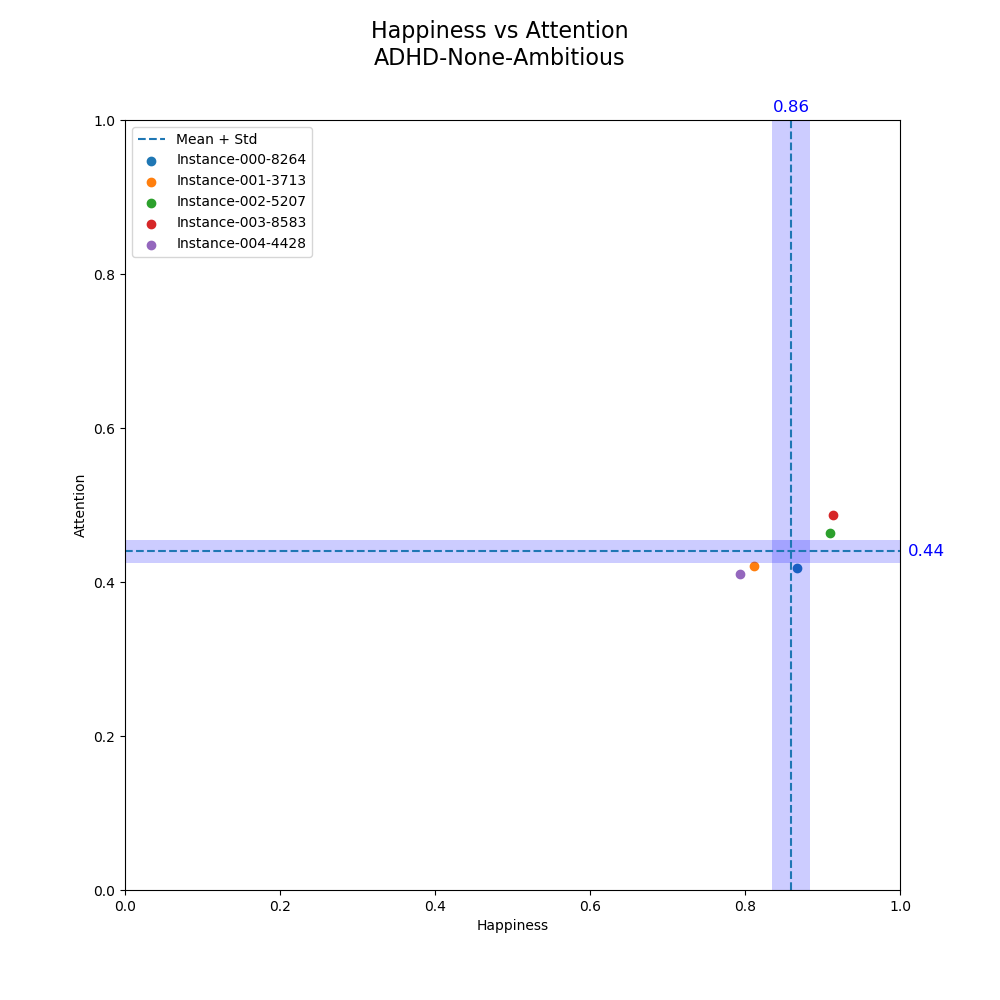 Happiness vs Attention
ADHD-None-Ambitious
0.86
1.0
Mean + Std
Instance-000-8264
Instance-001-3713
Instance-002-5207
Instance-003-8583
Instance-004-4428
0.8
0.6
Attention
0.44
0.4
0.2
0.0
0.0 0.2 0.4 0.6 0.8 1.0
Happiness